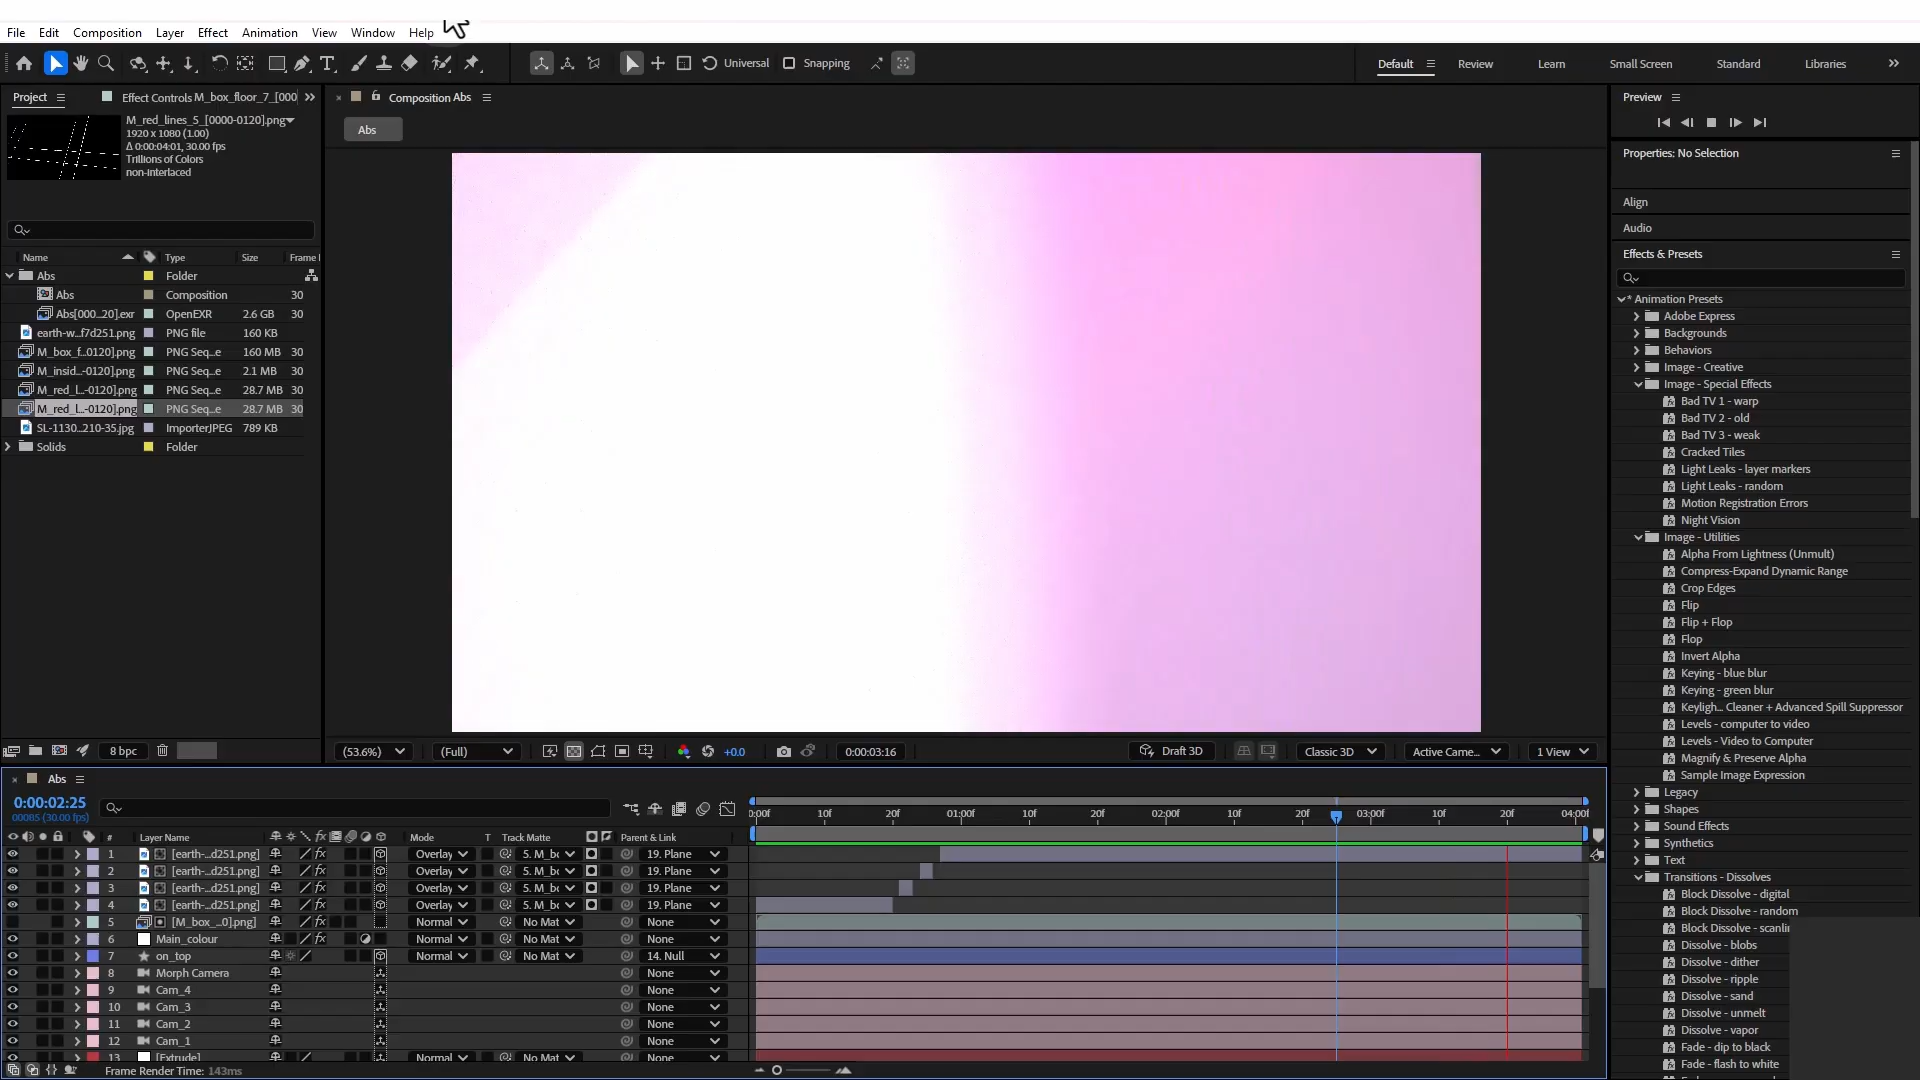 File Edit Composition Layer Effect Animation View Window Help
Universal Snapping Default Review Learn Small Screen Standard Libraries
Project Effect Controls M_box_floor_7_[000
M_red_lines_5_[0000-0120].png
1920 x 1080 (1.00)
Δ 0:00:04:01, 30.00 fps
Trillions of Colors
non-interlaced
Name Type Size Frame
Abs Folder
Abs Composition 30
Abs[000...20].exr OpenEXR 2.6 GB 30
earth-w...f7d251.png PNG file 160 KB
M_box_f...0120].png PNG Seq...e 160 MB 30
M_insid...-0120].png PNG Seq...e 2.1 MB 30
M_red_l...-0120].png PNG Seq...e 28.7 MB 30
M_red_l...-0120].png PNG Seq...e 28.7 MB 30
SL-1130...210-35.jpg ImporterJPEG 789 KB
Solids Folder
8 bpc
Composition Abs
Abs
(53.6%) (Full) +0.0 0:00:03:16 Draft 3D Classic 3D Active Came... 1 View
Preview
Properties: No Selection
Align
Audio
Effects & Presets
* Animation Presets
Adobe Express
Backgrounds
Behaviors
Image - Creative
Image - Special Effects
Bad TV 1 - warp
Bad TV 2 - old
Bad TV 3 - weak
Cracked Tiles
Light Leaks - layer markers
Light Leaks - random
Motion Registration Errors
Night Vision
Image - Utilities
Alpha From Lightness (Unmult)
Compress-Expand Dynamic Range
Crop Edges
Flip
Flip + Flop
Flop
Invert Alpha
Keying - blue blur
Keying - green blur
Keyligh... Cleaner + Advanced Spill Suppressor
Levels - computer to video
Levels - Video to Computer
Magnify & Preserve Alpha
Sample Image Expression
Legacy
Shapes
Sound Effects
Synthetics
Text
Transitions - Dissolves
Block Dissolve - digital
Block Dissolve - random
Block Dissolve - scanli
Dissolve - blobs
Dissolve - dither
Dissolve - ripple
Dissolve - sand
Dissolve - unmelt
Dissolve - vapor
Fade - dip to black
Fade - flash to white
Abs
0:00:02:25
00085 (30.00 fps)
:00f 10f 20f 01:00f 10f 20f 02:00f 10f 20f 03:00f 10f 20f 04:00f
# Layer Name Mode T Track Matte Parent & Link
1 [earth-...d251.png] Overlay 5. M_bc 19. Plane
2 [earth-...d251.png] Overlay 5. M_bc 19. Plane
3 [earth-...d251.png] Overlay 5. M_bc 19. Plane
4 [earth-...d251.png] Overlay 5. M_bc 19. Plane
5 [M_box_...0].png] Normal No Mat None
6 Main_colour Normal No Mat None
7 on_top Normal No Mat 14. Null
8 Morph Camera None
9 Cam_4 None
10 Cam_3 None
11 Cam_2 None
12 Cam_1 None
13 [Extrude] Normal No Mat None
Frame Render Time: 143ms